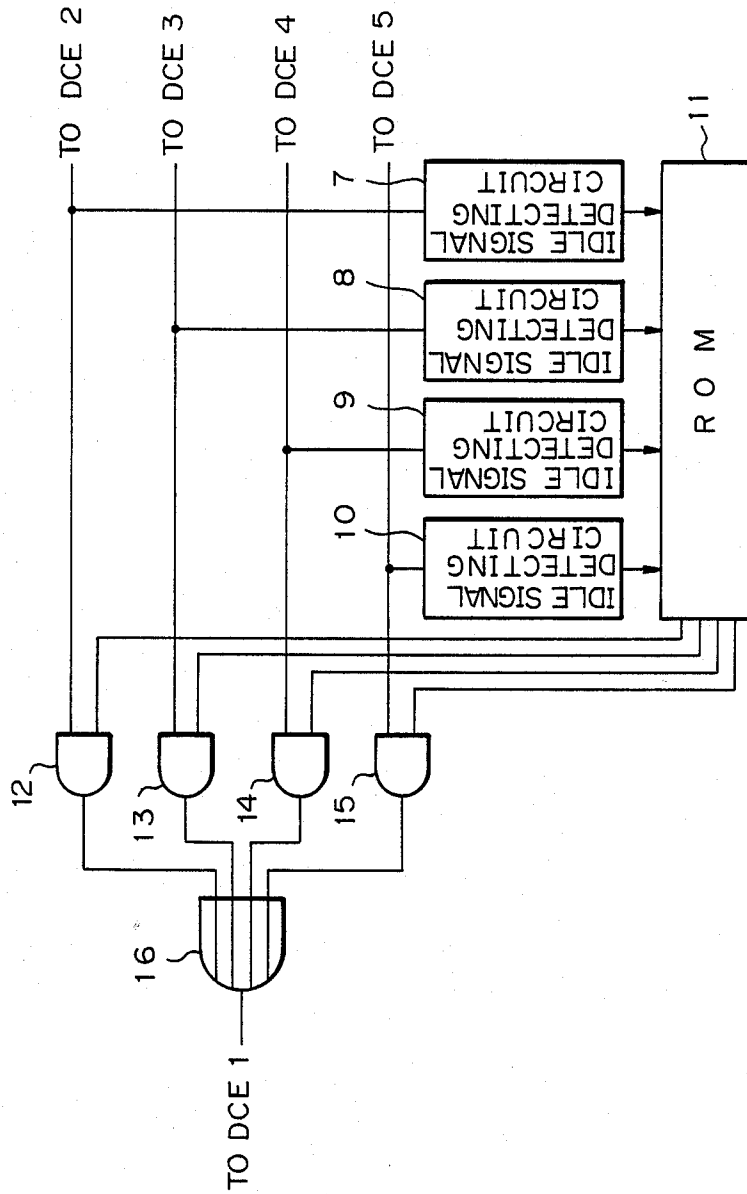 TO DCE 2
TO DCE 3
TO DCE 4
TO DCE 5
12
13
14
15
16
TO DCE 1
7
IDLE SIGNAL
DETECTING
CIRCUIT
8
IDLE SIGNAL
DETECTING
CIRCUIT
9
IDLE SIGNAL
DETECTING
CIRCUIT
10
IDLE SIGNAL
DETECTING
CIRCUIT
11
ROM